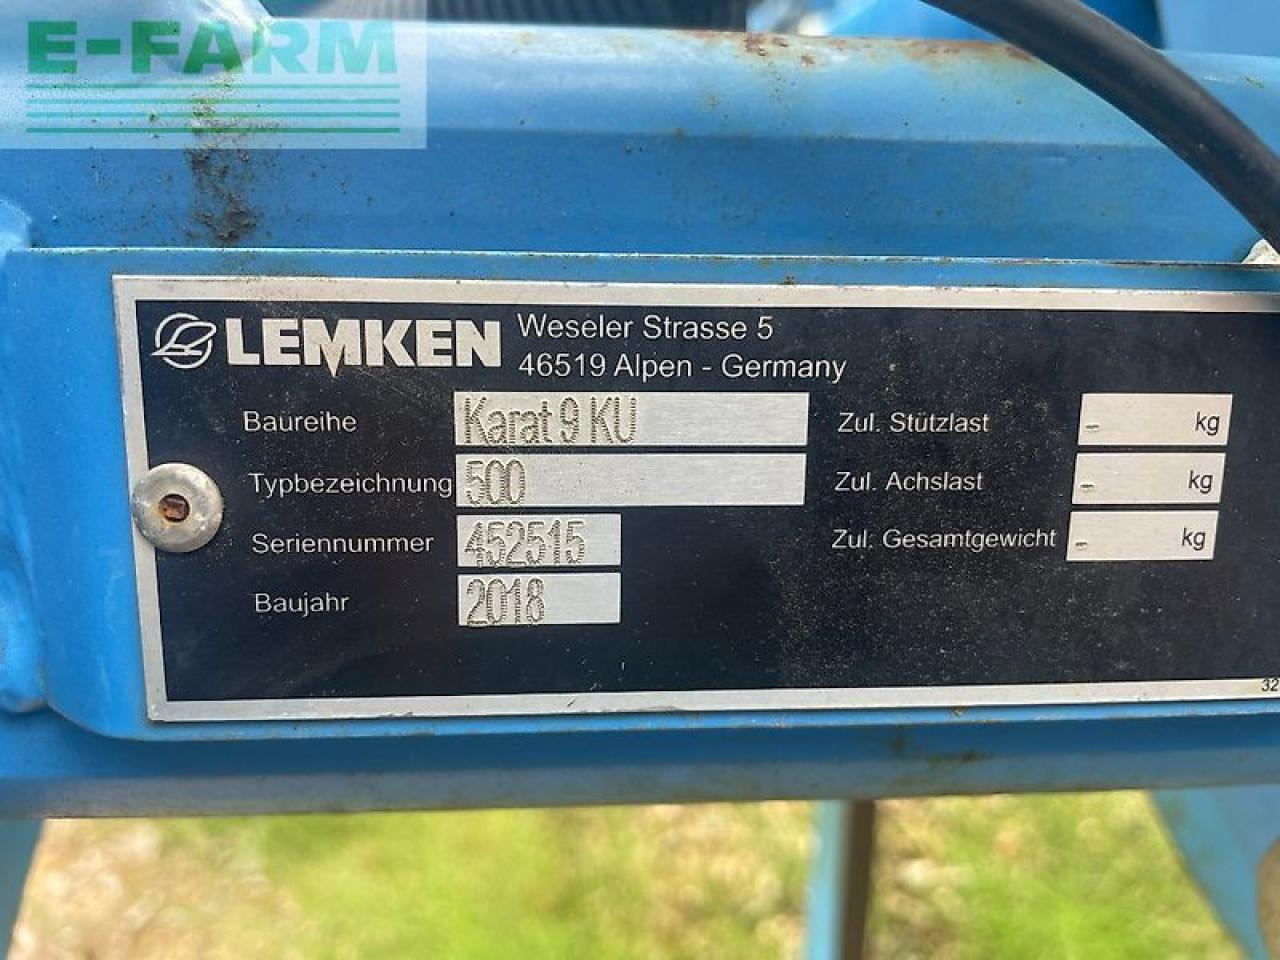 E-FARM
LEMKEN
Weseler Strasse 5
46519 Alpen - Germany
Baureihe Karat 9 KU
Typbezeichnung 500
Seriennummer 452515
Baujahr 2018
Zul. Stützlast - kg
Zul. Achslast - kg
Zul. Gesamtgewicht - kg
32